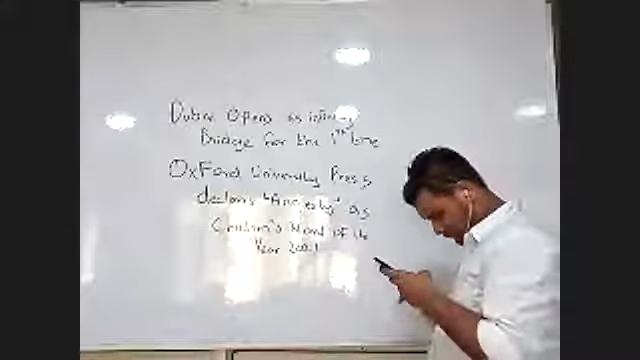 Dubai Opens its infinity
Bridge for the 1st time
OxFord University Press
declares "Anxiety" as
Children's Word of the
Year 2021